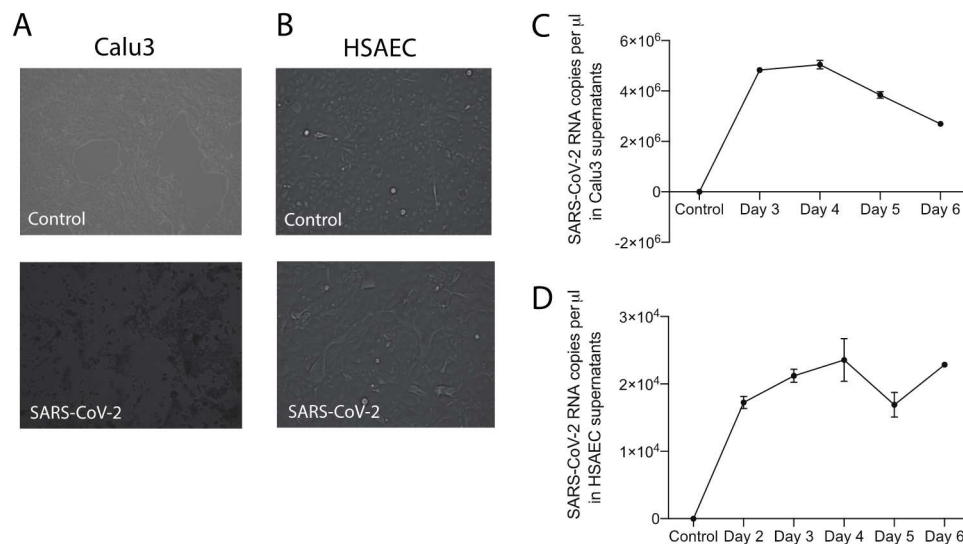 A
Calu3
Control
SARS-CoV-2
B
HSAEC
Control
SARS-CoV-2
C
SARS-CoV-2 RNA copies per µl
in Calu3 supernatants
6×10⁶
4×10⁶
2×10⁶
0
-2×10⁶
Control Day 3 Day 4 Day 5 Day 6
D
SARS-CoV-2 RNA copies per µl
in HSAEC supernatants
3×10⁴
2×10⁴
1×10⁴
0
Control Day 2 Day 3 Day 4 Day 5 Day 6